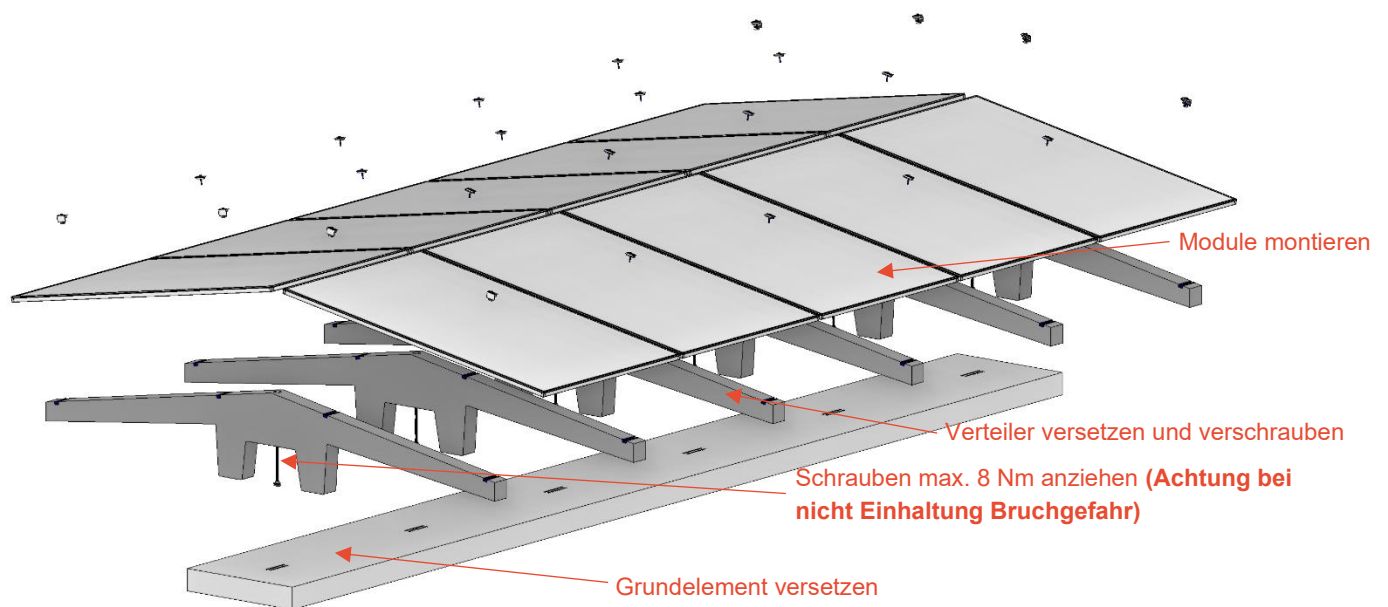 Module montieren
Verteiler versetzen und verschrauben
Schrauben max. 8 Nm anziehen (Achtung bei
nicht Einhaltung Bruchgefahr)
Grundelement versetzen